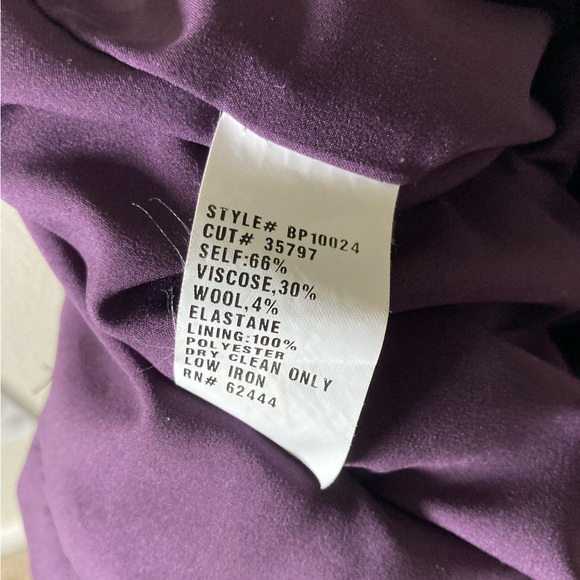 STYLE# BP10024
CUT# 35797
SELF:66%
VISCOSE,30%
WOOL,4%
ELASTANE
LINING:100%
POLYESTER
DRY CLEAN ONLY
LOW IRON
RN# 62444